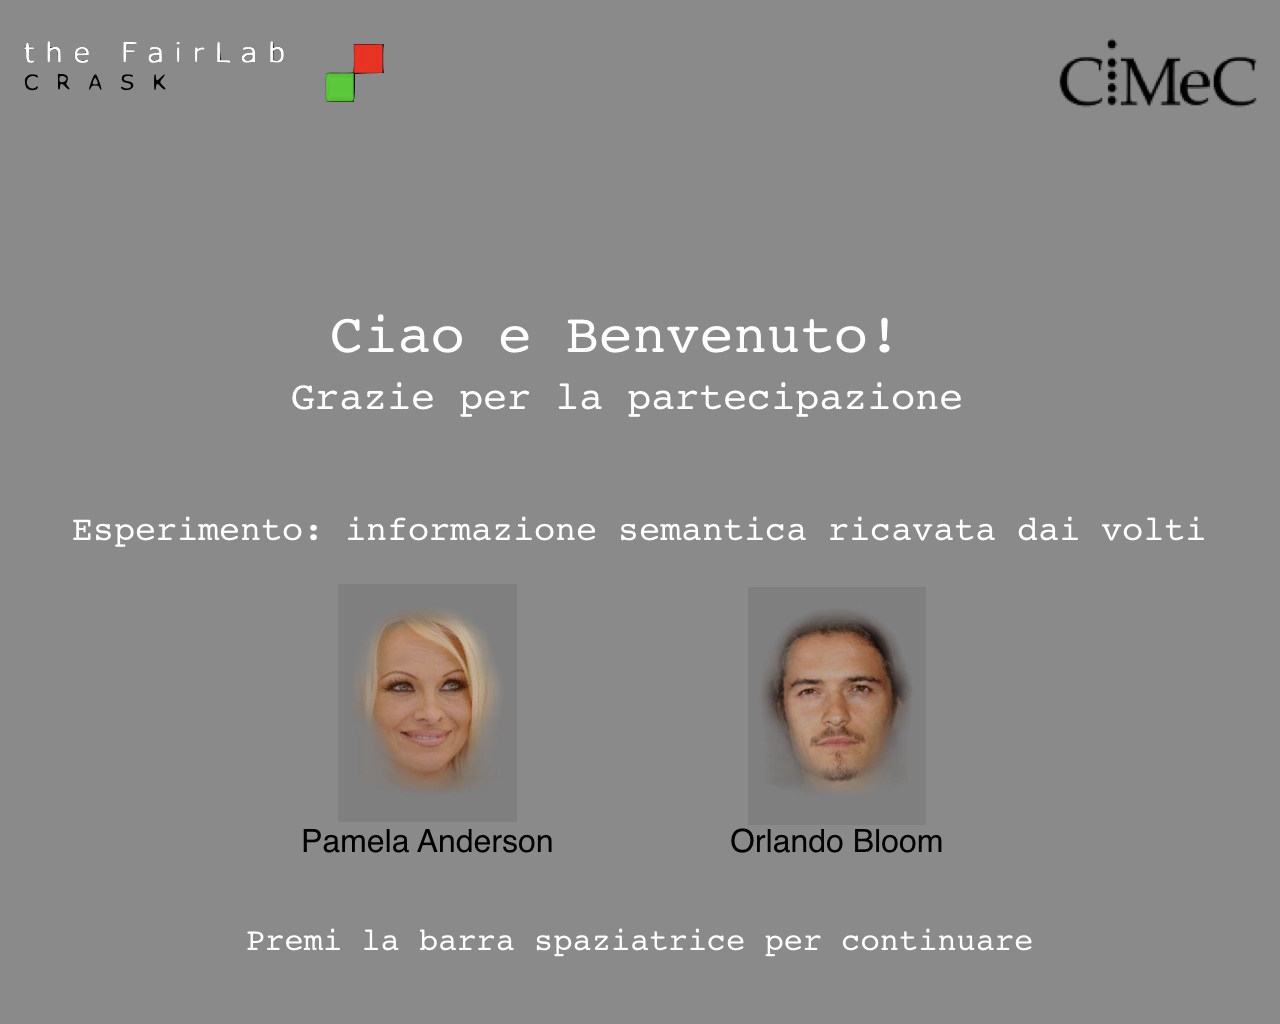 the FairLab
CRASK
CiMeC
Ciao e Benvenuto!
Grazie per la partecipazione
Esperimento: informazione semantica ricavata dai volti
Pamela Anderson
Orlando Bloom
Premi la barra spaziatrice per continuare